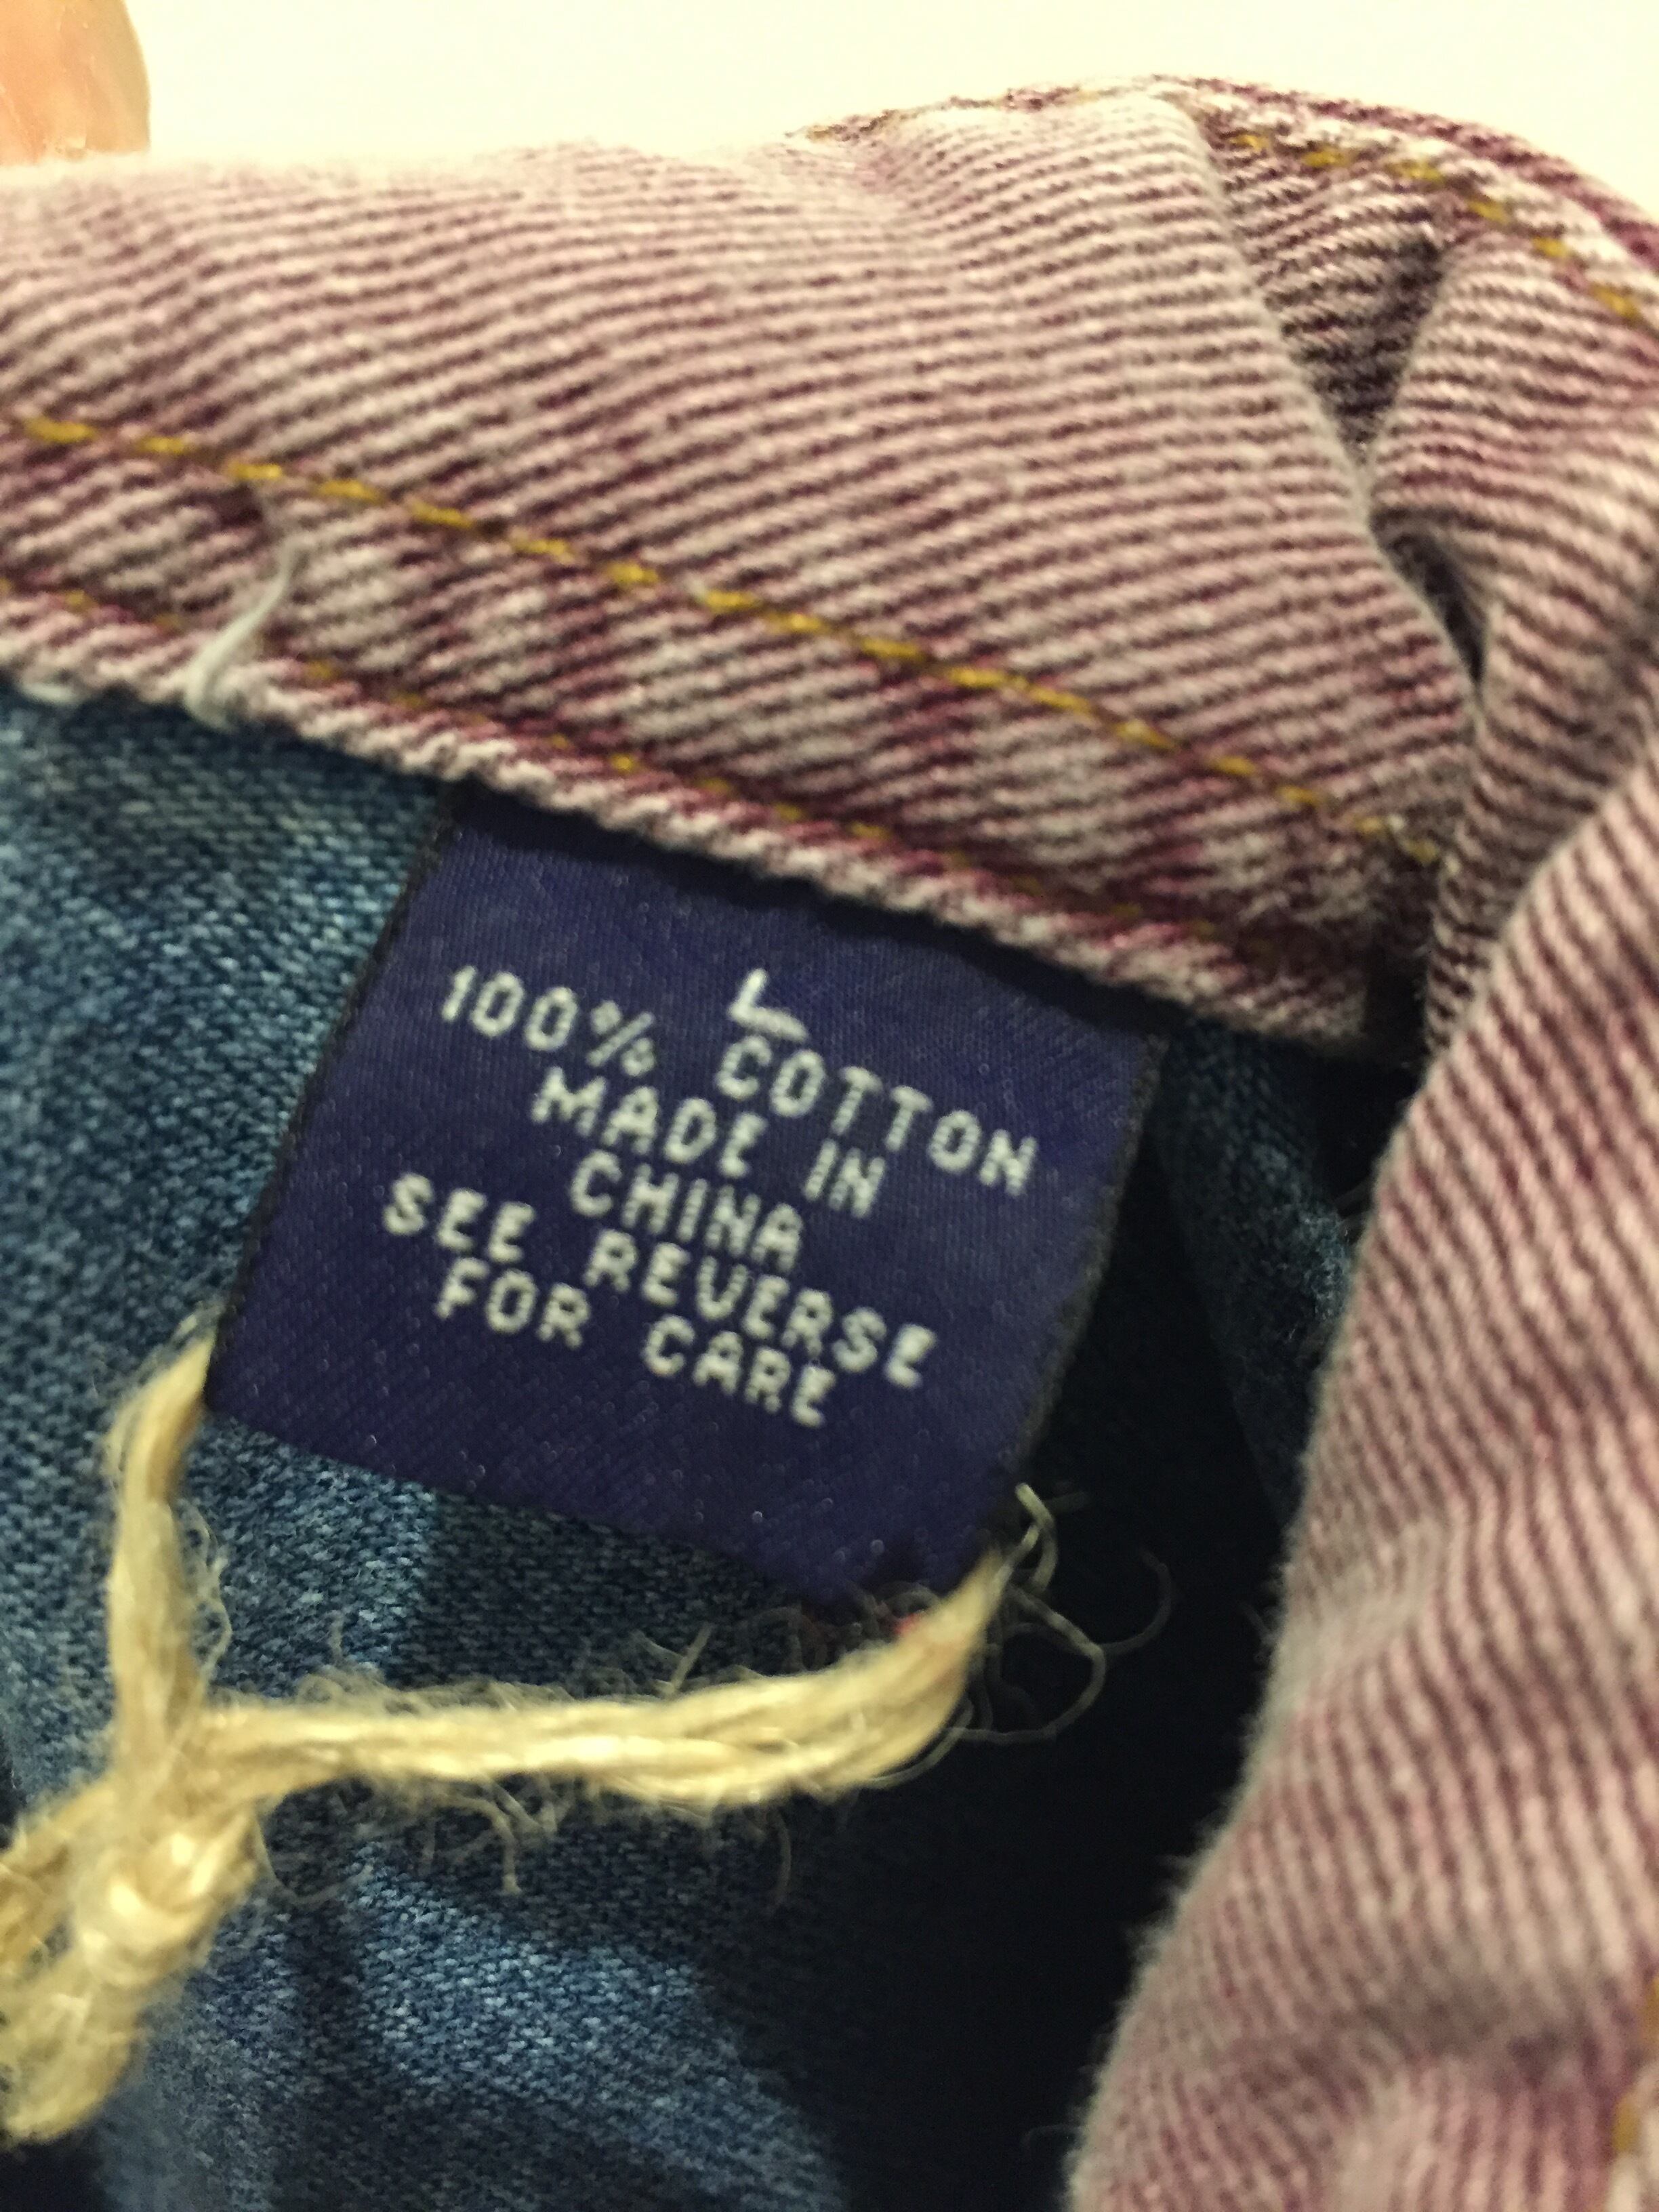 L
100% COTTON
MADE IN
CHINA
SEE REVERSE
FOR CARE